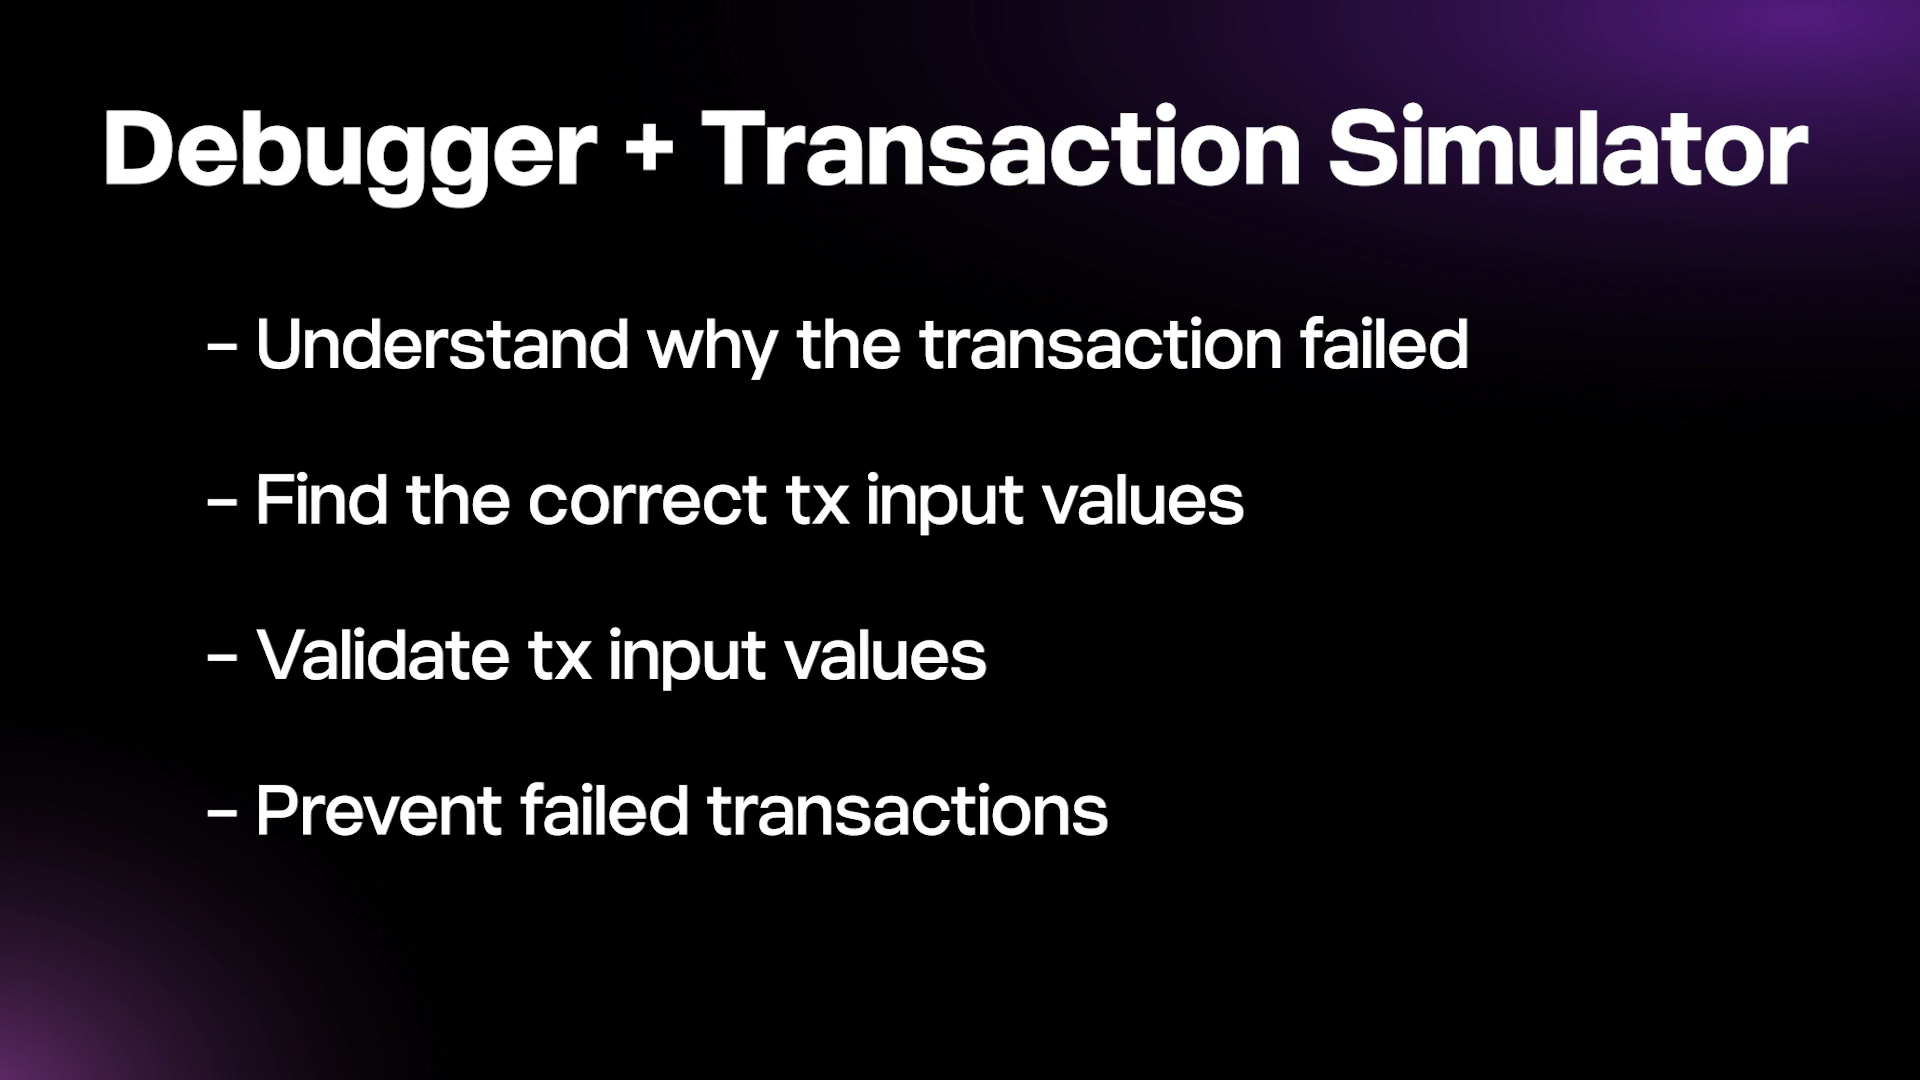 Debugger + Transaction Simulator
– Understand why the transaction failed
– Find the correct tx input values
– Validate tx input values
– Prevent failed transactions